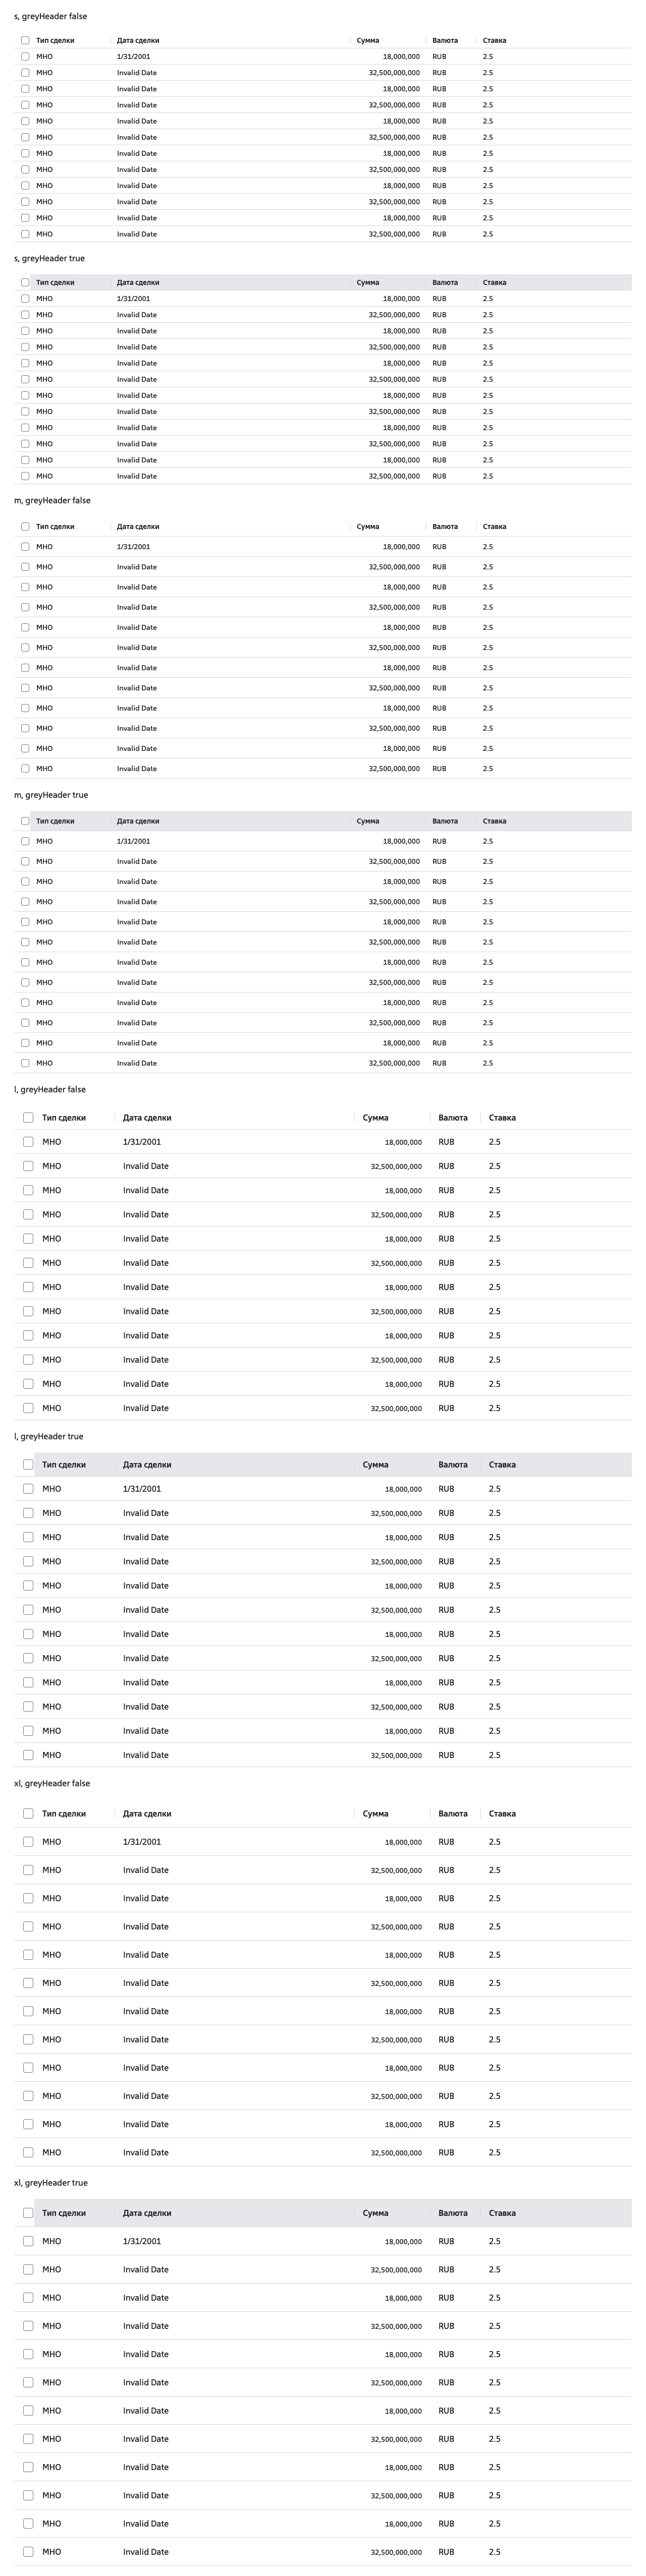 s, greyHeader false
Тип сделки Дата сделки Сумма Валюта Ставка
МНО 1/31/2001 18,000,000 RUB 2.5
МНО Invalid Date 32,500,000,000 RUB 2.5
МНО Invalid Date 18,000,000 RUB 2.5
МНО Invalid Date 32,500,000,000 RUB 2.5
МНО Invalid Date 18,000,000 RUB 2.5
МНО Invalid Date 32,500,000,000 RUB 2.5
МНО Invalid Date 18,000,000 RUB 2.5
МНО Invalid Date 32,500,000,000 RUB 2.5
МНО Invalid Date 18,000,000 RUB 2.5
МНО Invalid Date 32,500,000,000 RUB 2.5
МНО Invalid Date 18,000,000 RUB 2.5
МНО Invalid Date 32,500,000,000 RUB 2.5
s, greyHeader true
Тип сделки Дата сделки Сумма Валюта Ставка
МНО 1/31/2001 18,000,000 RUB 2.5
МНО Invalid Date 32,500,000,000 RUB 2.5
МНО Invalid Date 18,000,000 RUB 2.5
МНО Invalid Date 32,500,000,000 RUB 2.5
МНО Invalid Date 18,000,000 RUB 2.5
МНО Invalid Date 32,500,000,000 RUB 2.5
МНО Invalid Date 18,000,000 RUB 2.5
МНО Invalid Date 32,500,000,000 RUB 2.5
МНО Invalid Date 18,000,000 RUB 2.5
МНО Invalid Date 32,500,000,000 RUB 2.5
МНО Invalid Date 18,000,000 RUB 2.5
МНО Invalid Date 32,500,000,000 RUB 2.5
m, greyHeader false
Тип сделки Дата сделки Сумма Валюта Ставка
МНО 1/31/2001 18,000,000 RUB 2.5
МНО Invalid Date 32,500,000,000 RUB 2.5
МНО Invalid Date 18,000,000 RUB 2.5
МНО Invalid Date 32,500,000,000 RUB 2.5
МНО Invalid Date 18,000,000 RUB 2.5
МНО Invalid Date 32,500,000,000 RUB 2.5
МНО Invalid Date 18,000,000 RUB 2.5
МНО Invalid Date 32,500,000,000 RUB 2.5
МНО Invalid Date 18,000,000 RUB 2.5
МНО Invalid Date 32,500,000,000 RUB 2.5
МНО Invalid Date 18,000,000 RUB 2.5
МНО Invalid Date 32,500,000,000 RUB 2.5
m, greyHeader true
Тип сделки Дата сделки Сумма Валюта Ставка
МНО 1/31/2001 18,000,000 RUB 2.5
МНО Invalid Date 32,500,000,000 RUB 2.5
МНО Invalid Date 18,000,000 RUB 2.5
МНО Invalid Date 32,500,000,000 RUB 2.5
МНО Invalid Date 18,000,000 RUB 2.5
МНО Invalid Date 32,500,000,000 RUB 2.5
МНО Invalid Date 18,000,000 RUB 2.5
МНО Invalid Date 32,500,000,000 RUB 2.5
МНО Invalid Date 18,000,000 RUB 2.5
МНО Invalid Date 32,500,000,000 RUB 2.5
МНО Invalid Date 18,000,000 RUB 2.5
МНО Invalid Date 32,500,000,000 RUB 2.5
l, greyHeader false
Тип сделки Дата сделки Сумма Валюта Ставка
МНО 1/31/2001 18,000,000 RUB 2.5
МНО Invalid Date 32,500,000,000 RUB 2.5
МНО Invalid Date 18,000,000 RUB 2.5
МНО Invalid Date 32,500,000,000 RUB 2.5
МНО Invalid Date 18,000,000 RUB 2.5
МНО Invalid Date 32,500,000,000 RUB 2.5
МНО Invalid Date 18,000,000 RUB 2.5
МНО Invalid Date 32,500,000,000 RUB 2.5
МНО Invalid Date 18,000,000 RUB 2.5
МНО Invalid Date 32,500,000,000 RUB 2.5
МНО Invalid Date 18,000,000 RUB 2.5
МНО Invalid Date 32,500,000,000 RUB 2.5
l, greyHeader true
Тип сделки Дата сделки Сумма Валюта Ставка
МНО 1/31/2001 18,000,000 RUB 2.5
МНО Invalid Date 32,500,000,000 RUB 2.5
МНО Invalid Date 18,000,000 RUB 2.5
МНО Invalid Date 32,500,000,000 RUB 2.5
МНО Invalid Date 18,000,000 RUB 2.5
МНО Invalid Date 32,500,000,000 RUB 2.5
МНО Invalid Date 18,000,000 RUB 2.5
МНО Invalid Date 32,500,000,000 RUB 2.5
МНО Invalid Date 18,000,000 RUB 2.5
МНО Invalid Date 32,500,000,000 RUB 2.5
МНО Invalid Date 18,000,000 RUB 2.5
МНО Invalid Date 32,500,000,000 RUB 2.5
xl, greyHeader false
Тип сделки Дата сделки Сумма Валюта Ставка
МНО 1/31/2001 18,000,000 RUB 2.5
МНО Invalid Date 32,500,000,000 RUB 2.5
МНО Invalid Date 18,000,000 RUB 2.5
МНО Invalid Date 32,500,000,000 RUB 2.5
МНО Invalid Date 18,000,000 RUB 2.5
МНО Invalid Date 32,500,000,000 RUB 2.5
МНО Invalid Date 18,000,000 RUB 2.5
МНО Invalid Date 32,500,000,000 RUB 2.5
МНО Invalid Date 18,000,000 RUB 2.5
МНО Invalid Date 32,500,000,000 RUB 2.5
МНО Invalid Date 18,000,000 RUB 2.5
МНО Invalid Date 32,500,000,000 RUB 2.5
xl, greyHeader true
Тип сделки Дата сделки Сумма Валюта Ставка
МНО 1/31/2001 18,000,000 RUB 2.5
МНО Invalid Date 32,500,000,000 RUB 2.5
МНО Invalid Date 18,000,000 RUB 2.5
МНО Invalid Date 32,500,000,000 RUB 2.5
МНО Invalid Date 18,000,000 RUB 2.5
МНО Invalid Date 32,500,000,000 RUB 2.5
МНО Invalid Date 18,000,000 RUB 2.5
МНО Invalid Date 32,500,000,000 RUB 2.5
МНО Invalid Date 18,000,000 RUB 2.5
МНО Invalid Date 32,500,000,000 RUB 2.5
МНО Invalid Date 18,000,000 RUB 2.5
МНО Invalid Date 32,500,000,000 RUB 2.5